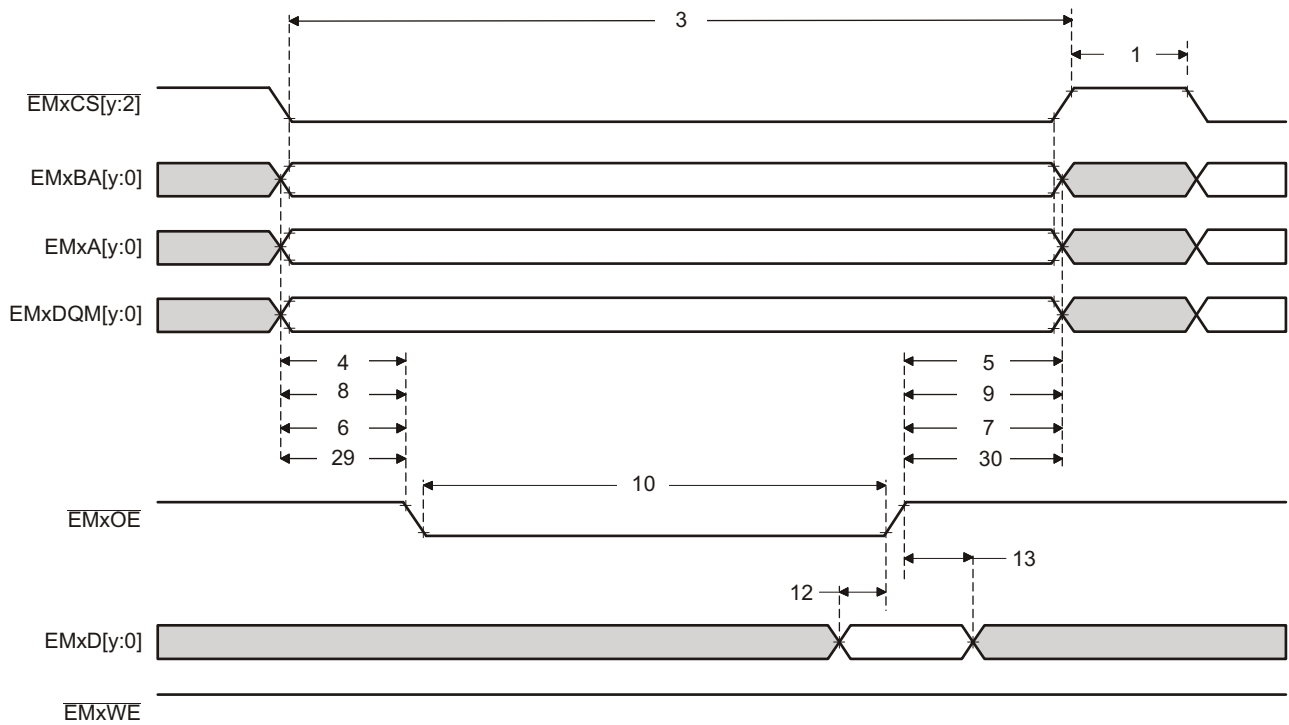 3
1
EMxCS[y:2]
EMxBA[y:0]
EMxA[y:0]
EMxDQM[y:0]
4 5
8 9
6 7
29 30
10
EMxOE
13
12
EMxD[y:0]
EMxWE